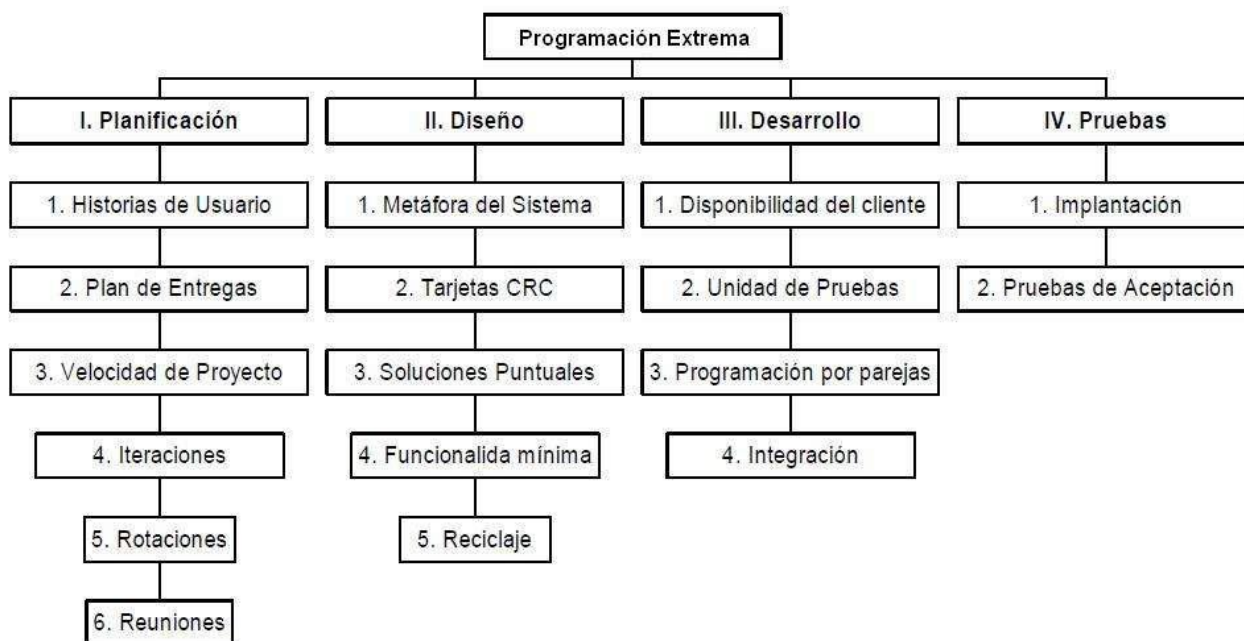 Programación Extrema
I. Planificación
1. Historias de Usuario
2. Plan de Entregas
3. Velocidad de Proyecto
4. Iteraciones
5. Rotaciones
6. Reuniones
II. Diseño
1. Metáfora del Sistema
2. Tarjetas CRC
3. Soluciones Puntuales
4. Funcionalida mínima
5. Reciclaje
III. Desarrollo
1. Disponibilidad del cliente
2. Unidad de Pruebas
3. Programación por parejas
4. Integración
IV. Pruebas
1. Implantación
2. Pruebas de Aceptación